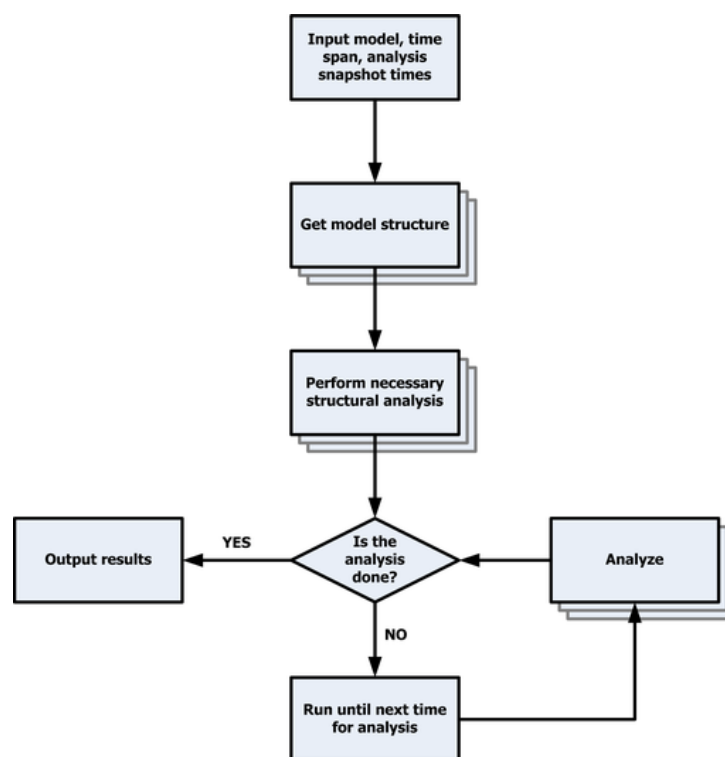 Input model, time
span, analysis
snapshot times
Get model structure
Perform necessary
structural analysis
Output results
YES
Is the
analysis
done?
Analyze
NO
Run until next time
for analysis